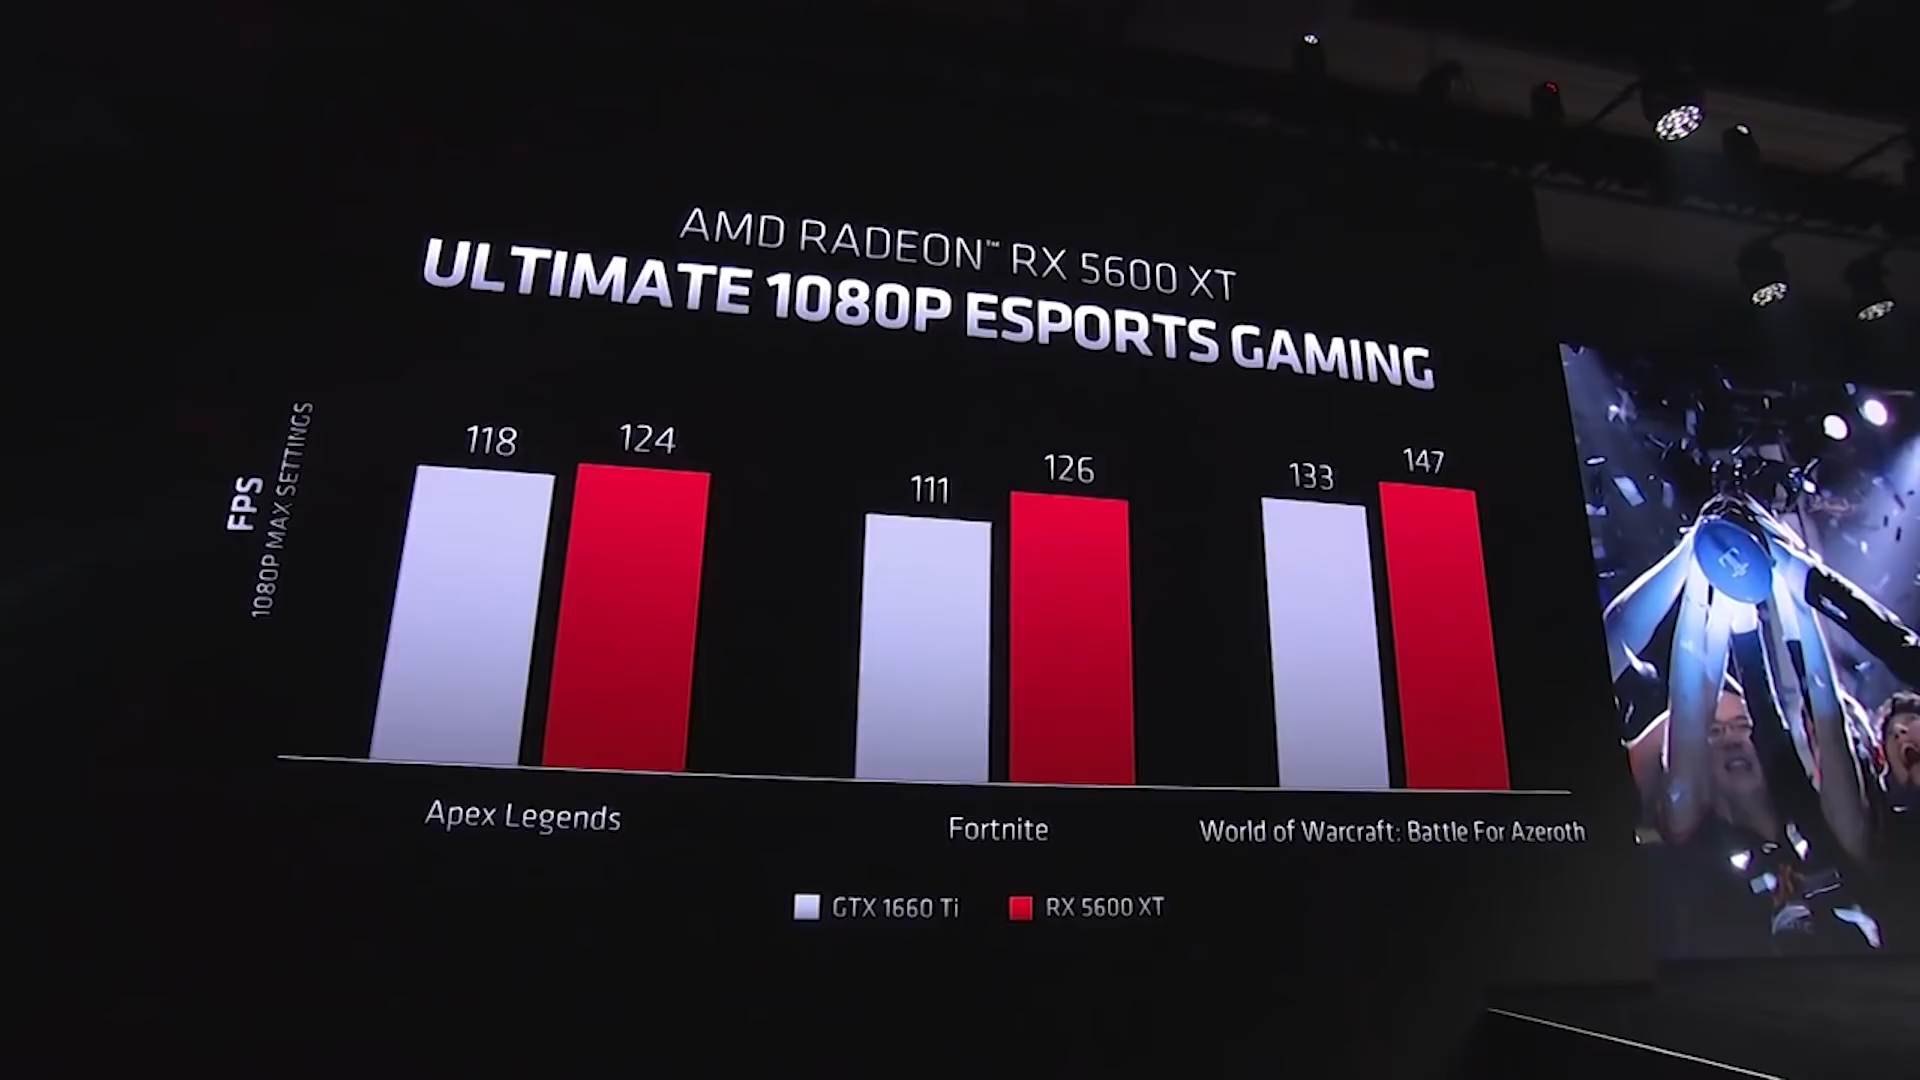 AMD RADEON™ RX 5600 XT
ULTIMATE 1080P ESPORTS GAMING
FPS
1080P MAX SETTINGS
118
124
111
126
133
147
Apex Legends
Fortnite
World of Warcraft: Battle For Azeroth
GTX 1660 Ti
RX 5600 XT